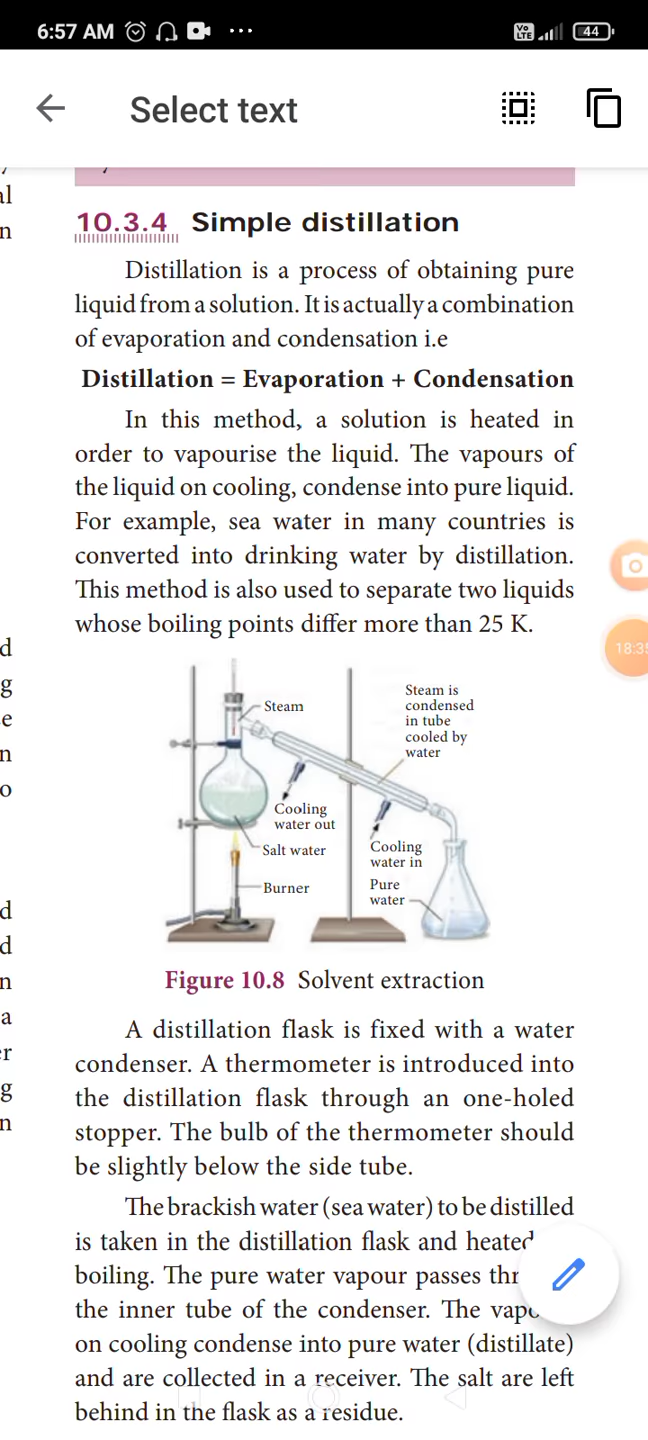 6:57 AM
Vo LTE 44
Select text
10.3.4 Simple distillation
Distillation is a process of obtaining pure
liquid from a solution. It is actually a combination
of evaporation and condensation i.e
Distillation = Evaporation + Condensation
In this method, a solution is heated in
order to vapourise the liquid. The vapours of
the liquid on cooling, condense into pure liquid.
For example, sea water in many countries is
converted into drinking water by distillation.
This method is also used to separate two liquids
whose boiling points differ more than 25 K.
18:35
Steam
Steam is
condensed
in tube
cooled by
water
Cooling
water out
Salt water
Cooling
water in
Burner
Pure
water
Figure 10.8 Solvent extraction
A distillation flask is fixed with a water
condenser. A thermometer is introduced into
the distillation flask through an one-holed
stopper. The bulb of the thermometer should
be slightly below the side tube.
The brackish water (sea water) to be distilled
is taken in the distillation flask and heated
boiling. The pure water vapour passes thr
the inner tube of the condenser. The vapo
on cooling condense into pure water (distillate)
and are collected in a receiver. The salt are left
behind in the flask as a residue.